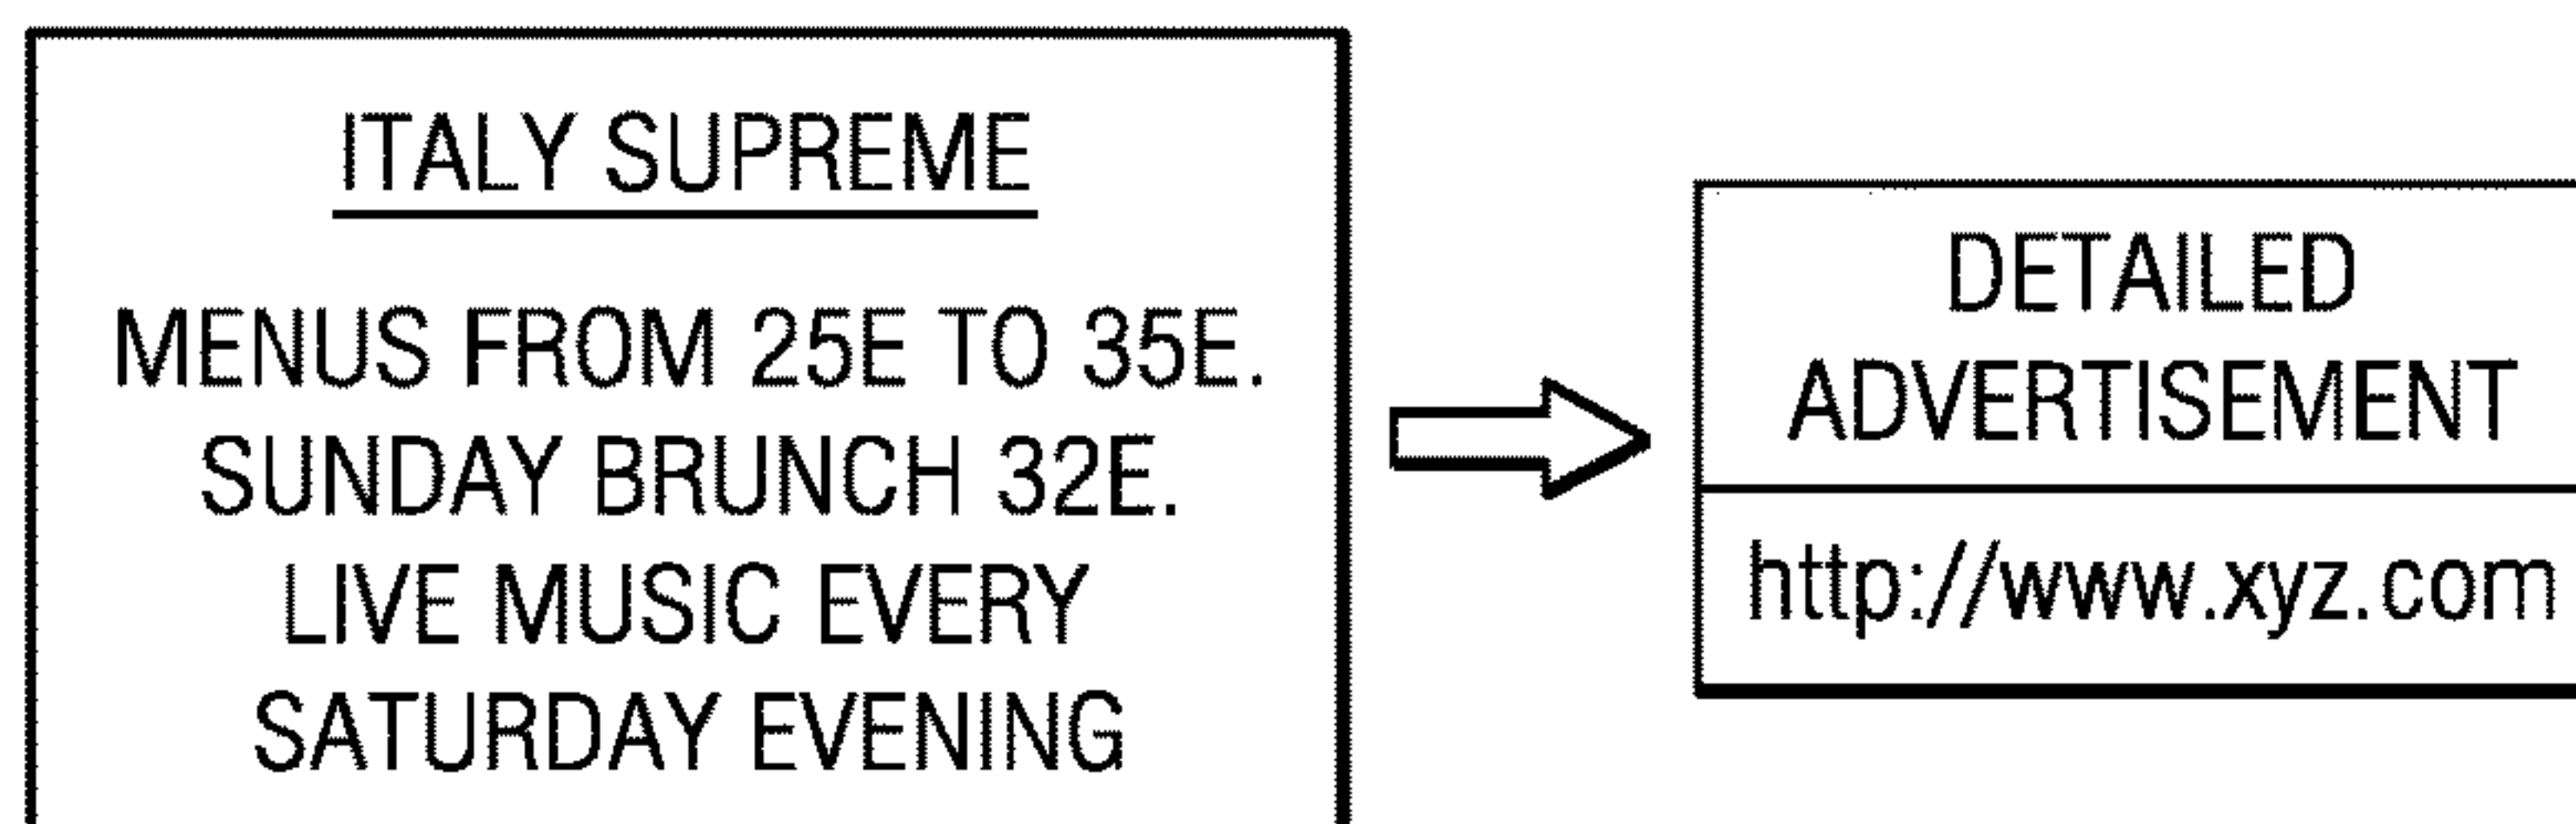 ITALY SUPREME
MENUS FROM 25E TO 35E.
SUNDAY BRUNCH 32E.
LIVE MUSIC EVERY
SATURDAY EVENING
DETAILED
ADVERTISEMENT
http://www.xyz.com